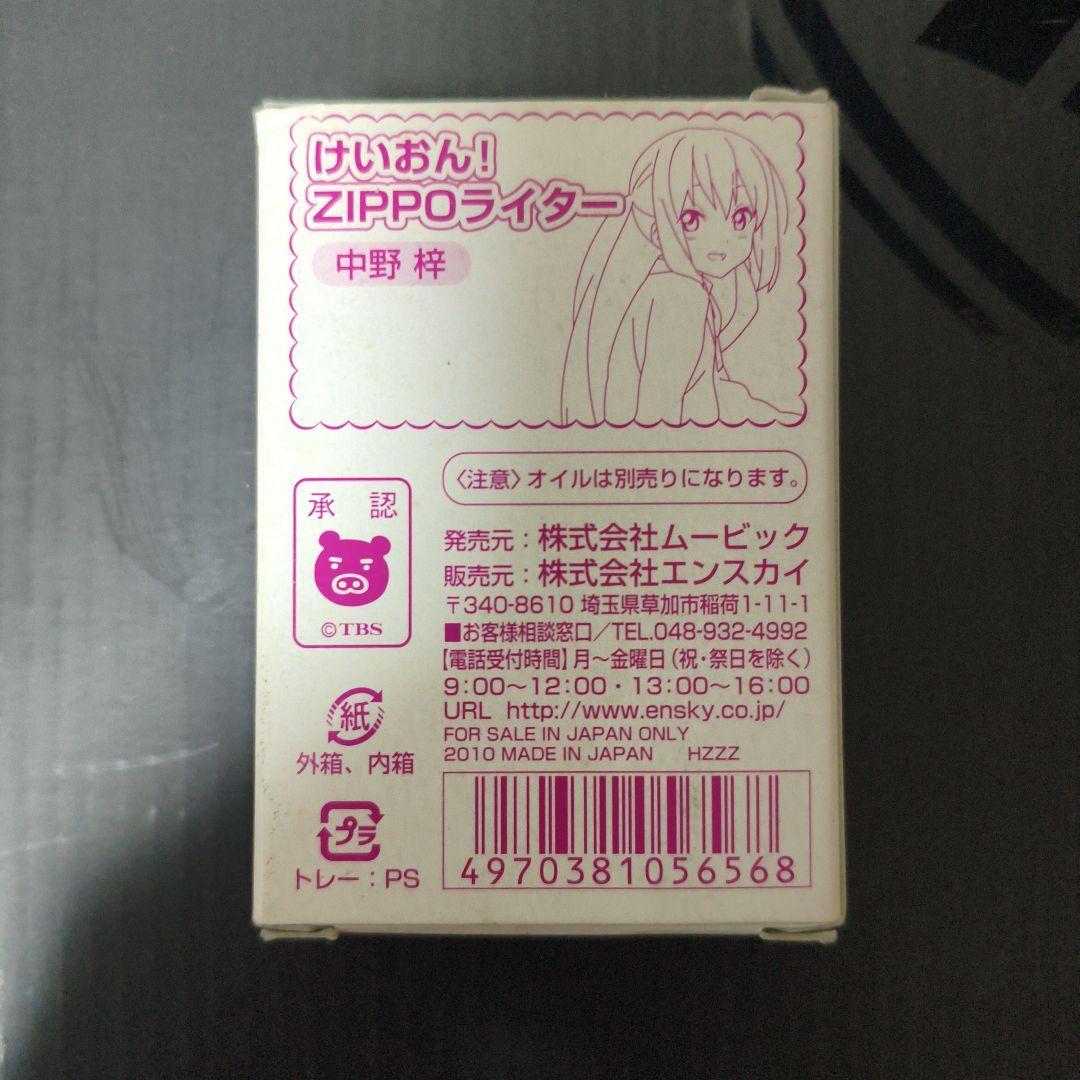 けいおん!
ZIPPOライター
中野 梓
〈注意〉オイルは別売りになります。
承 認
©TBS
発売元:株式会社ムービック
販売元:株式会社エンスカイ
〒340-8610 埼玉県草加市稲荷1-11-1
■お客様相談窓口/TEL.048-932-4992
【電話受付時間】月〜金曜日(祝・祭日を除く)
9:00〜12:00・13:00〜16:00
URL http://www.ensky.co.jp/
FOR SALE IN JAPAN ONLY
2010 MADE IN JAPAN HZZZ
紙
外箱、内箱
プラ
トレー:PS
4970381056568